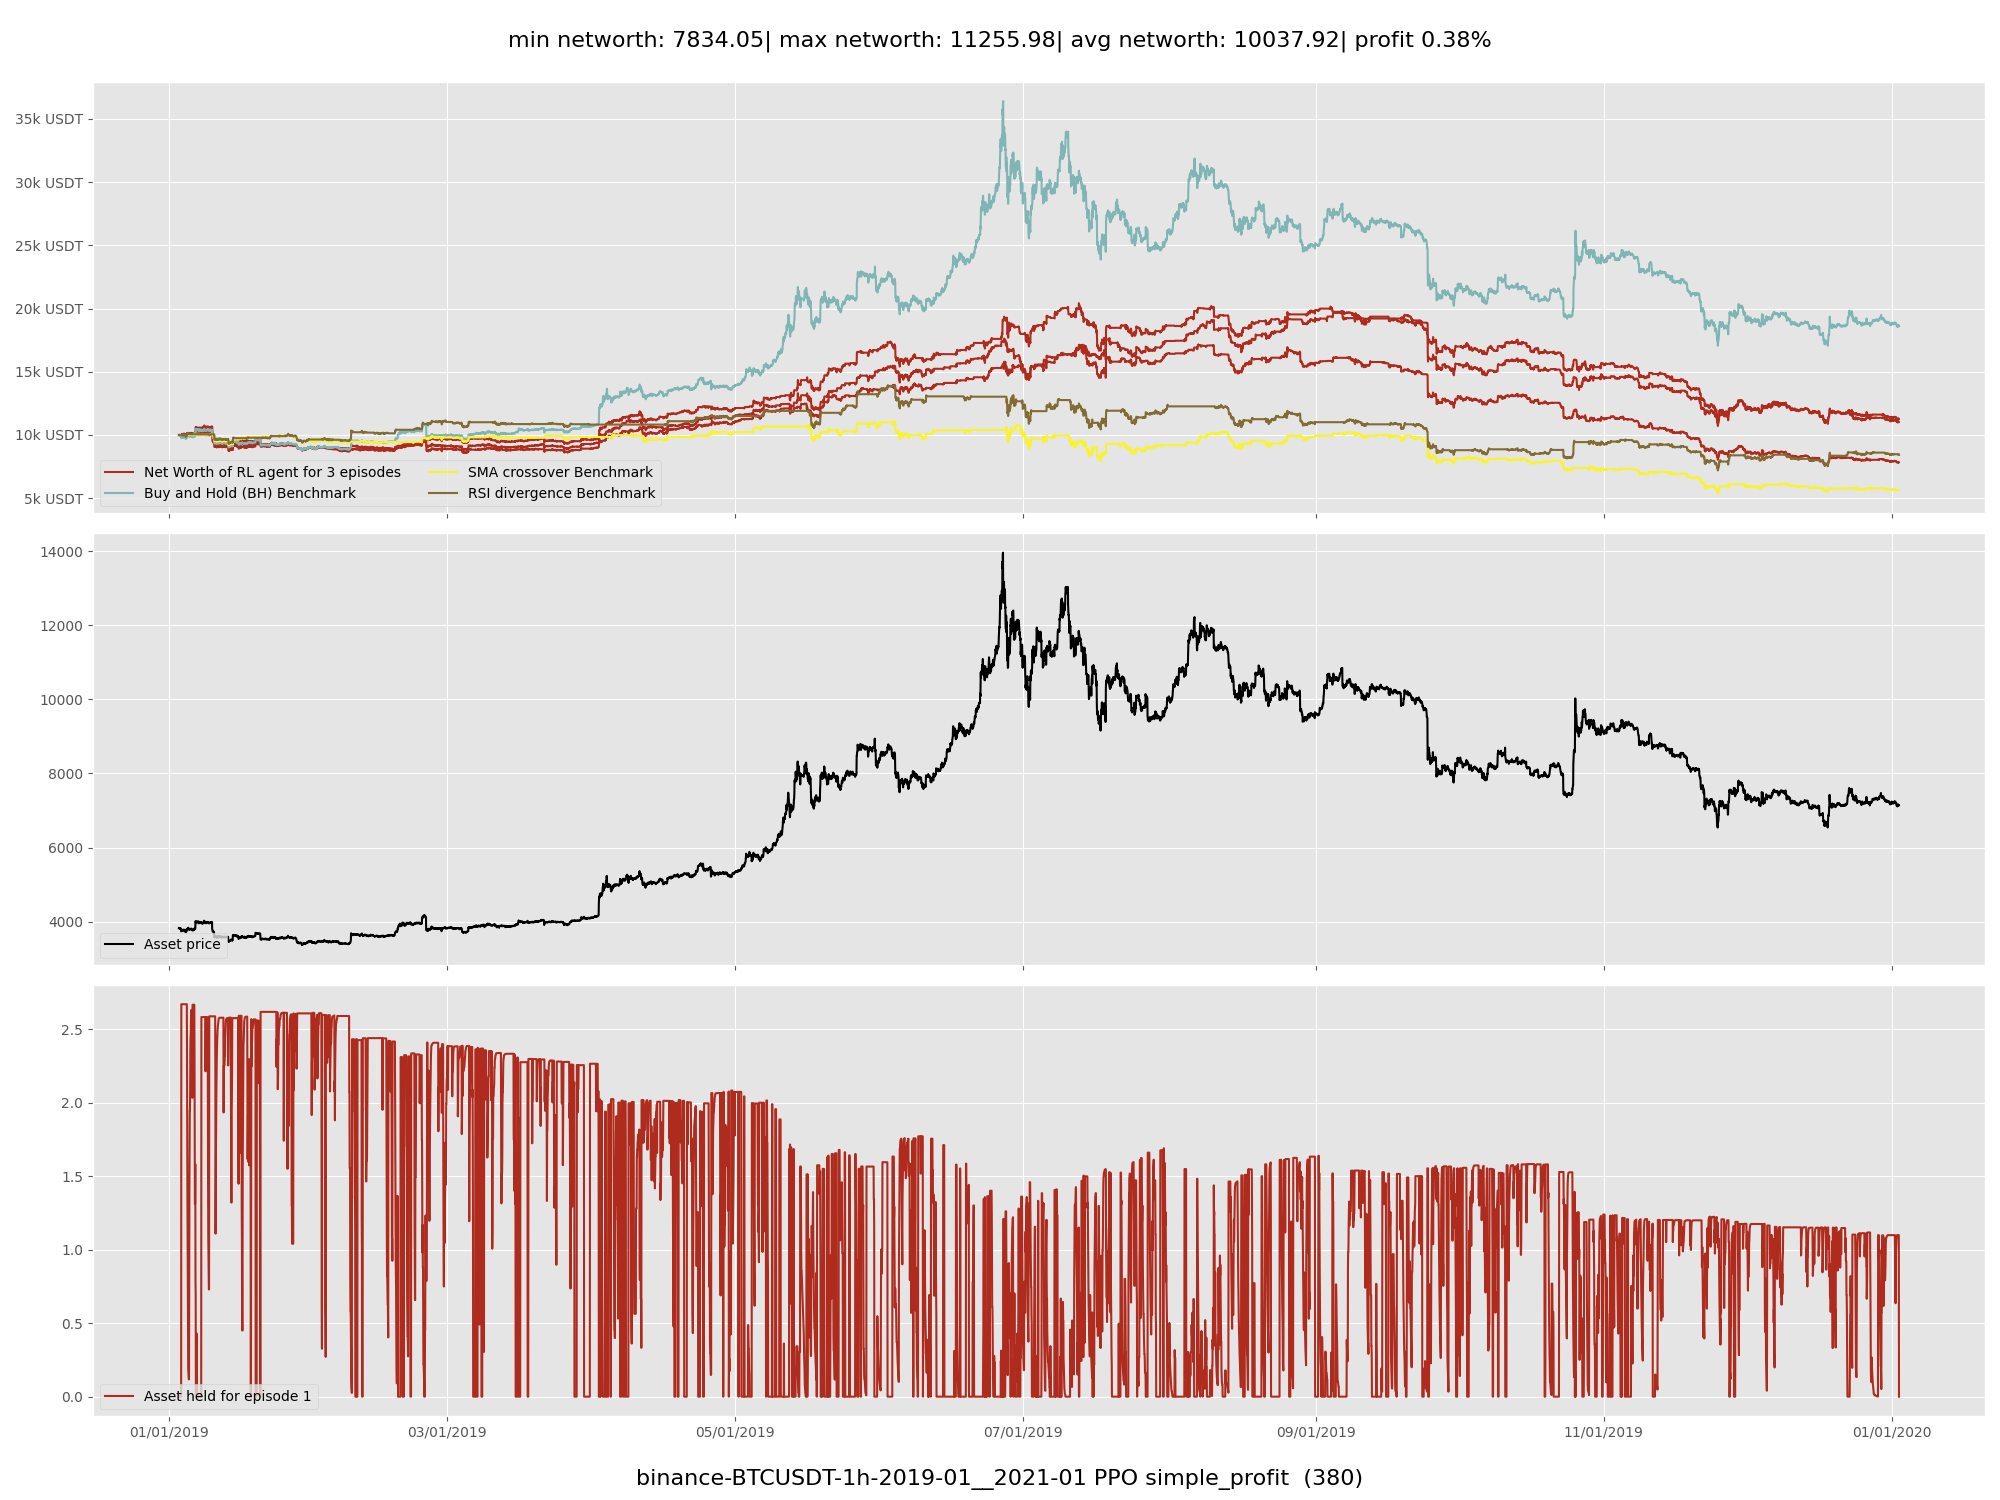 min networth: 7834.05| max networth: 11255.98| avg networth: 10037.92| profit 0.38%
35k USDT
30k USDT
25k USDT
20k USDT
15k USDT
10k USDT
5k USDT
Net Worth of RL agent for 3 episodes
Buy and Hold (BH) Benchmark
SMA crossover Benchmark
RSI divergence Benchmark
14000
12000
10000
8000
6000
4000
Asset price
2.5
2.0
1.5
1.0
0.5
0.0
Asset held for episode 1
01/01/2019 03/01/2019 05/01/2019 07/01/2019 09/01/2019 11/01/2019 01/01/2020
binance-BTCUSDT-1h-2019-01__2021-01 PPO simple_profit (380)